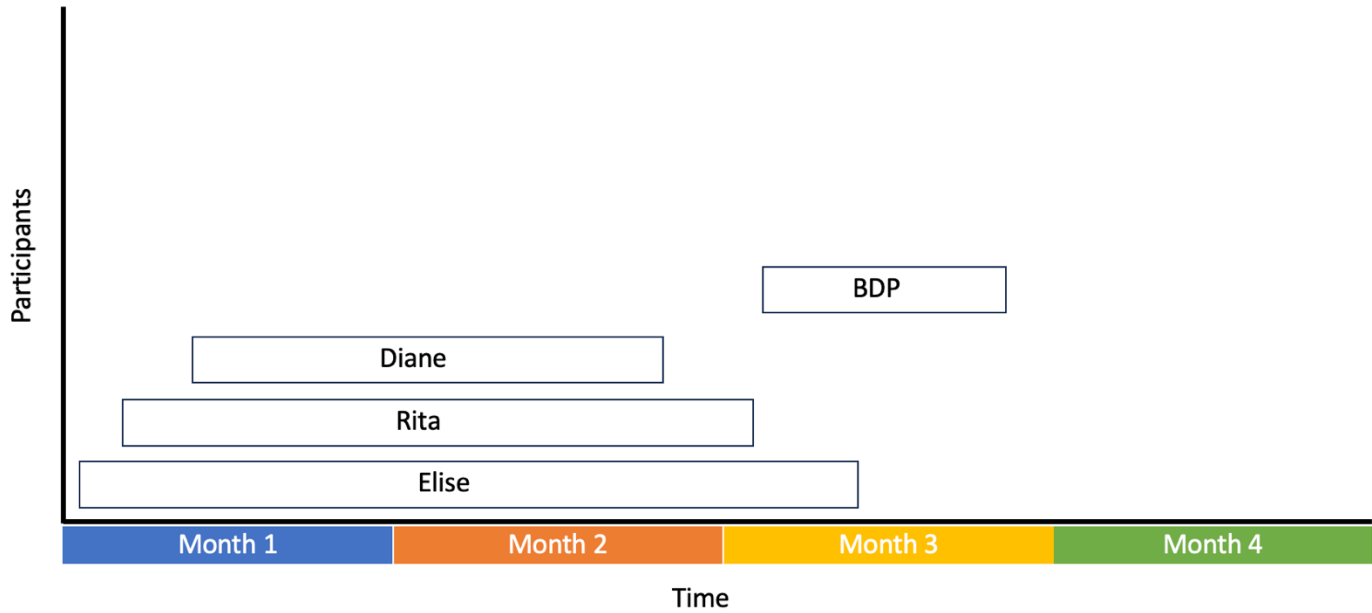 Participants
BDP
Diane
Rita
Elise
Month 1
Month 2
Month 3
Month 4
Time